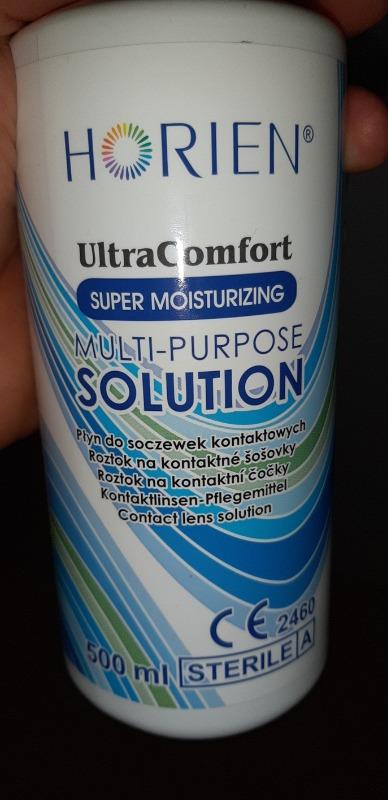 HORIEN®
UltraComfort
SUPER MOISTURIZING
MULTI-PURPOSE
SOLUTION
Płyn do soczewek kontaktowych
Roztok na kontaktné šošovky
Roztok na kontaktní čočky
Kontaktlinsen-Pflegemittel
Contact lens solution
CE 2460
500 ml STERILE A